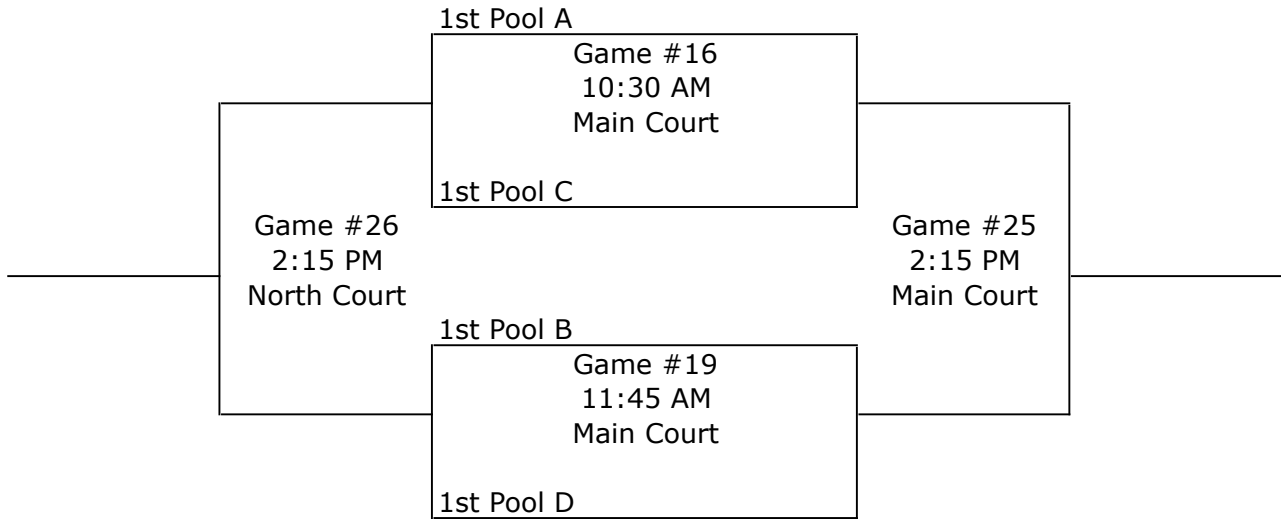 1st Pool A
Game #16
10:30 AM
Main Court
1st Pool C
Game #26
2:15 PM
North Court
Game #25
2:15 PM
Main Court
1st Pool B
Game #19
11:45 AM
Main Court
1st Pool D